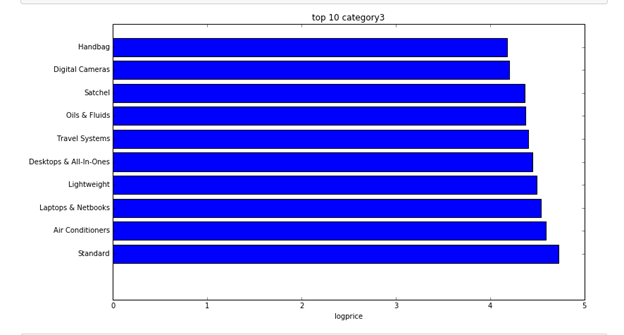 top 10 category3
Handbag
Digital Cameras
Satchel
Oils & Fluids
Travel Systems
Desktops & All-In-Ones
Lightweight
Laptops & Netbooks
Air Conditioners
Standard
0 1 2 3 4 5
logprice